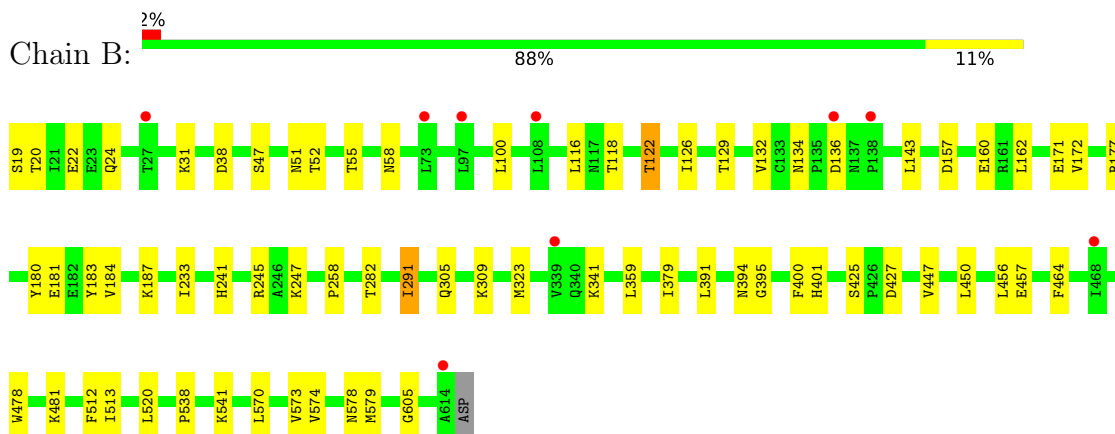 2%
Chain B:
88% 11%
S19 T20 I21 E22 E23 Q24 T27 K31 D38 S47 N51 T52 T55 N58 L73 L97 L100 L108 L116 N117 T118 T122 I126 T129 V132 C133 N134 P135 D136 N137 P138 L143 D157 E160 R161 L162 E171 V172
Y180 E181 E182 Y183 V184 K187 I233 H241 R245 A246 K247 P258 T282 I291 Q305 K309 M323 V339 Q340 K341 L359 I379 L391 N394 G395 F400 H401 S425 P426 D427 V447 L450 L456 E457 F464 I468
W478 K481 F512 I513 L520 P538 K541 L570 V573 V574 N578 M579 G605 A614 ASP